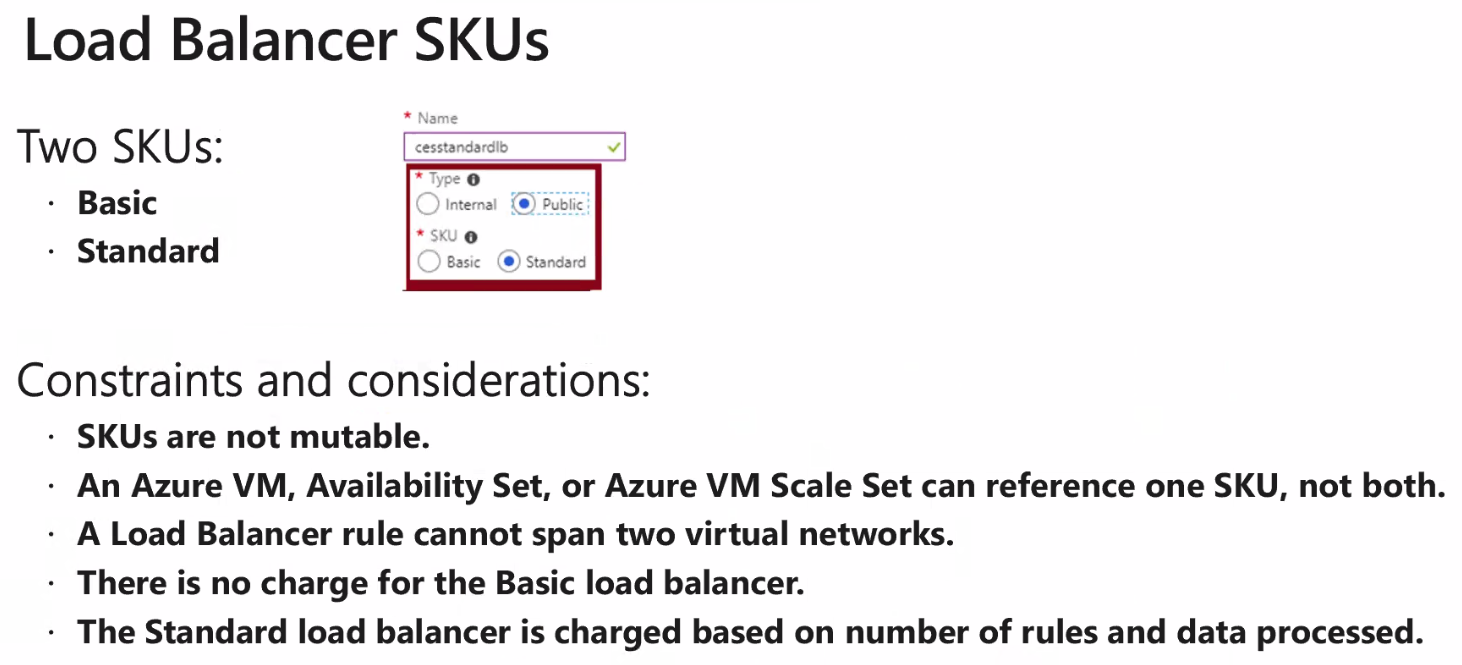 Load Balancer SKUs
Two SKUs:
· Basic
· Standard
* Name
cesstandardlb
* Type
Internal Public
* SKU
Basic Standard
Constraints and considerations:
· SKUs are not mutable.
· An Azure VM, Availability Set, or Azure VM Scale Set can reference one SKU, not both.
· A Load Balancer rule cannot span two virtual networks.
· There is no charge for the Basic load balancer.
· The Standard load balancer is charged based on number of rules and data processed.